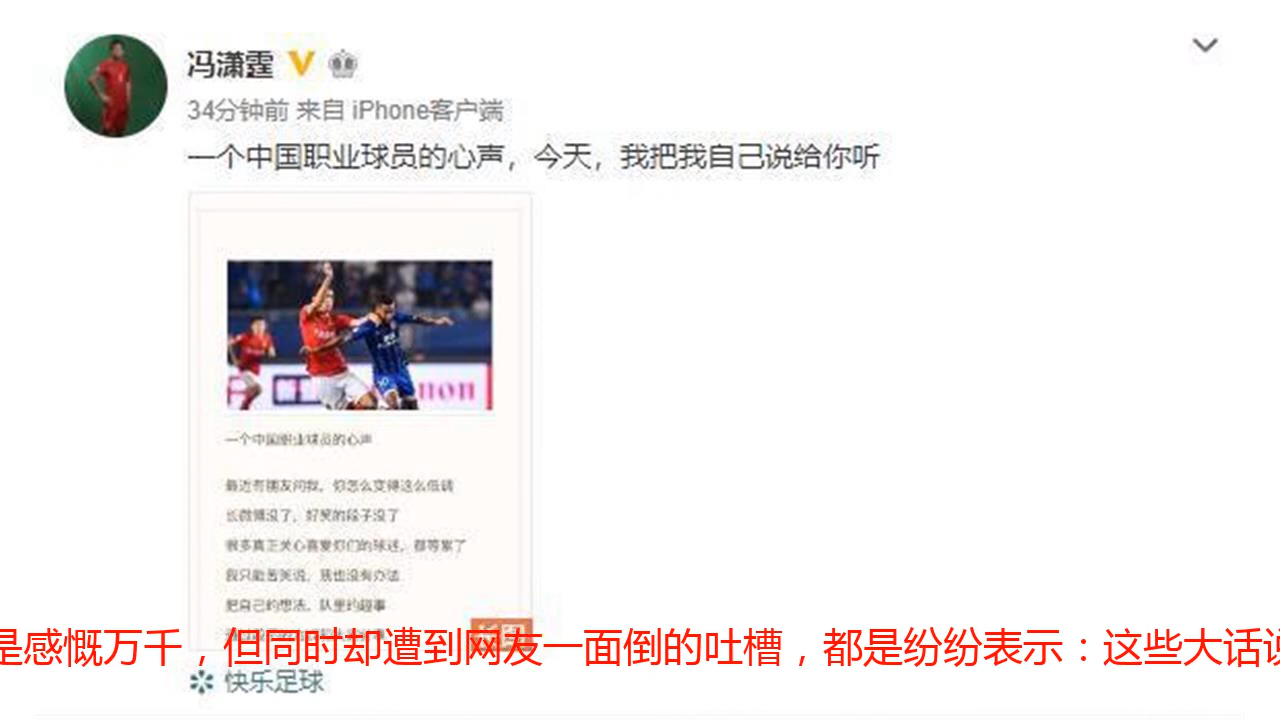 冯潇霆
34分钟前 来自 iPhone客户端
一个中国职业球员的心声，今天，我把我自己说给你听
non
一个中国职业球员的心声
最近有朋友问我，你怎么变得这么低调
长微博没了，好笑的段子没了
很多真正关心喜爱你们的球迷，都等累了
我只能苦笑说，我也没有办法
把自己的想法，队里的趣事
长图
是感慨万千，但同时却遭到网友一面倒的吐槽，都是纷纷表示：这些大话说
快乐足球